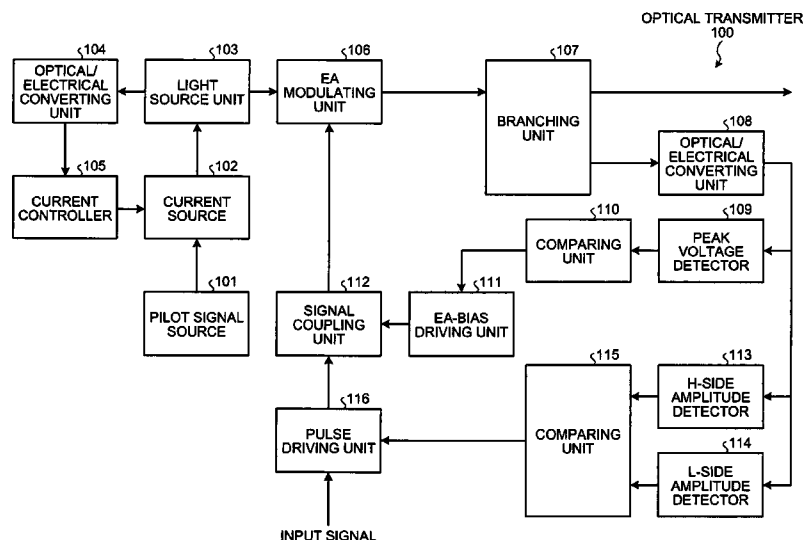 OPTICAL TRANSMITTER
100
104
OPTICAL/
ELECTRICAL
CONVERTING
UNIT
103
LIGHT
SOURCE UNIT
106
EA
MODULATING
UNIT
107
BRANCHING
UNIT
108
OPTICAL/
ELECTRICAL
CONVERTING
UNIT
105
CURRENT
CONTROLLER
102
CURRENT
SOURCE
110
COMPARING
UNIT
109
PEAK
VOLTAGE
DETECTOR
101
PILOT SIGNAL
SOURCE
112
SIGNAL
COUPLING
UNIT
111
EA-BIAS
DRIVING UNIT
115
COMPARING
UNIT
113
H-SIDE
AMPLITUDE
DETECTOR
116
PULSE
DRIVING UNIT
114
L-SIDE
AMPLITUDE
DETECTOR
INPUT SIGNAL